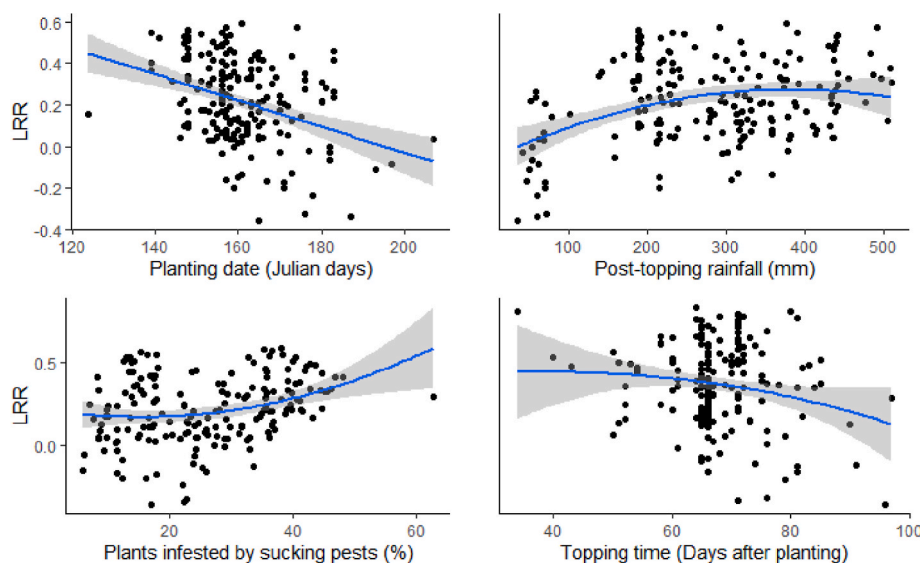 0.6
0.4
0.2
0.0
-0.2
-0.4
LRR
120 140 160 180 200
Planting date (Julian days)
100 200 300 400 500
Post-topping rainfall (mm)
0.5
0.0
LRR
20 40 60
Plants infested by sucking pests (%)
40 60 80 100
Topping time (Days after planting)